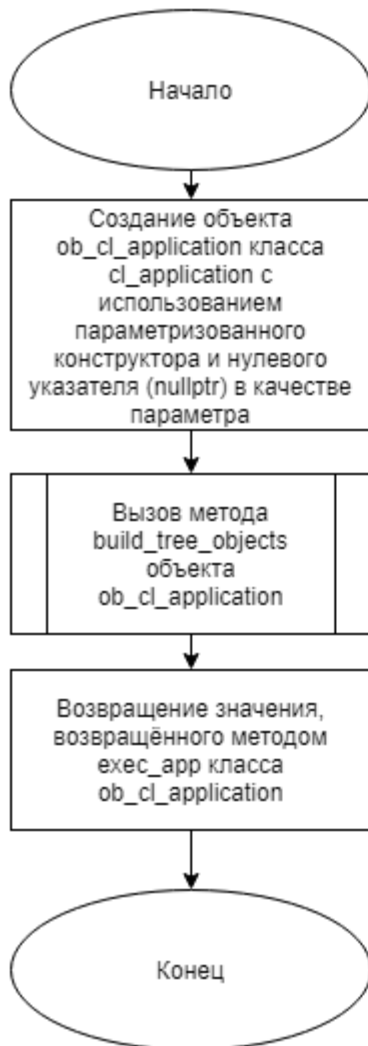 Начало
Создание объекта
ob_cl_application класса
cl_application с
использованием
параметризованного
конструктора и нулевого
указателя (nullptr) в качестве
параметра
Вызов метода
build_tree_objects
объекта
ob_cl_application
Возвращение значения,
возвращённого методом
exec_app класса
ob_cl_application
Конец